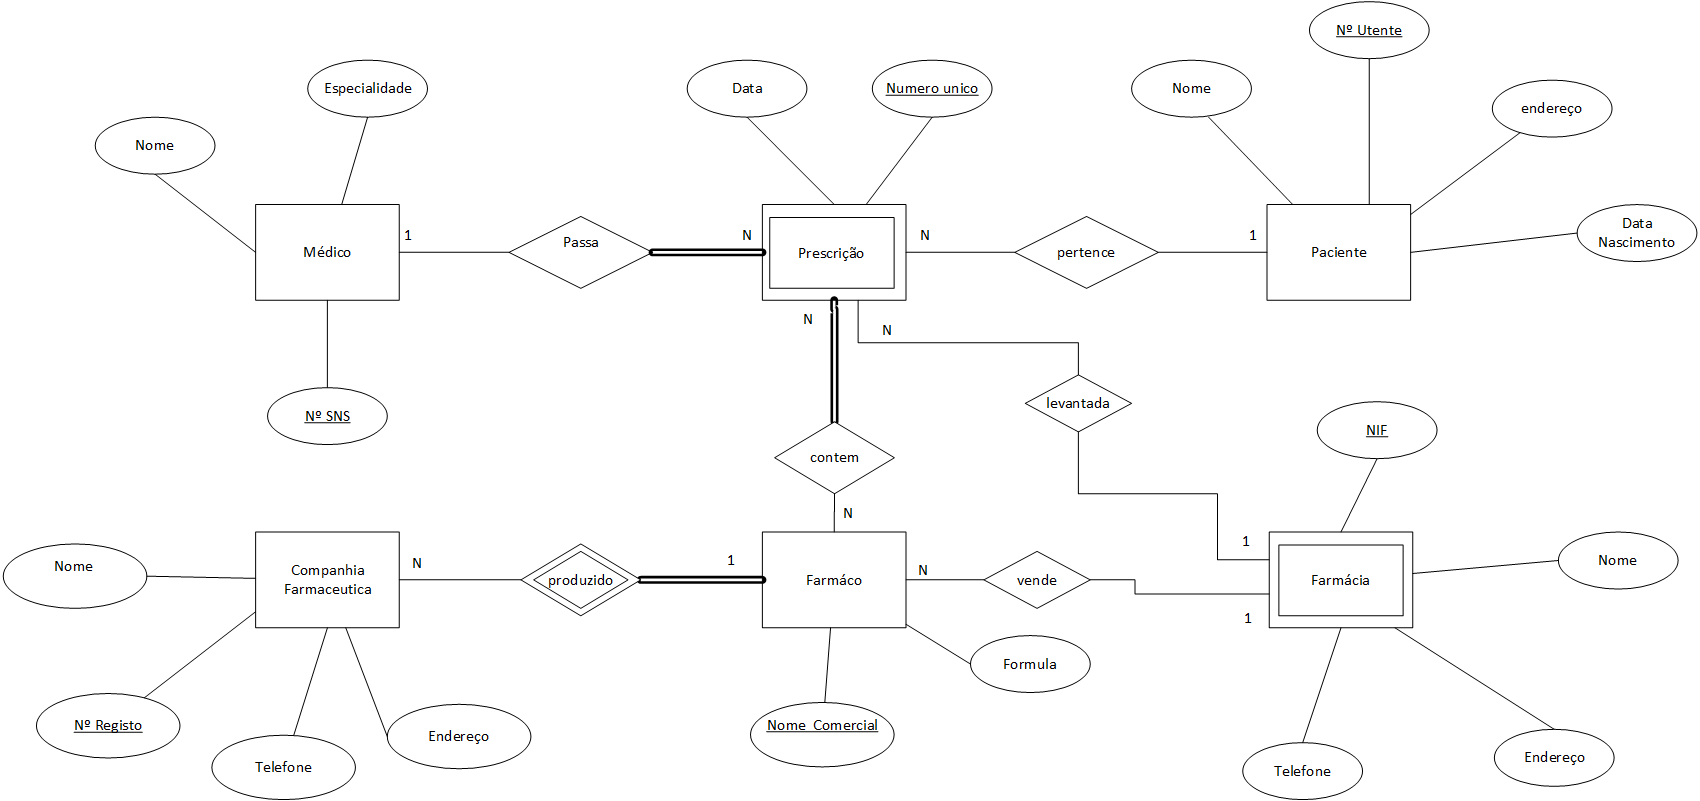 Nº Utente
Especialidade
Data
Numero unico
Nome
endereço
Nome
Data
Nascimento
1
Passa
N
N
1
Médico
Prescrição
pertence
Paciente
N
N
levantada
Nº SNS
NIF
contem
N
1
Nome
Companhia
Farmaceutica
N
produzido
1
Farmáco
N
vende
Farmácia
Nome
1
Formula
Nº Registo
Nome Comercial
Endereço
Telefone
Telefone
Endereço